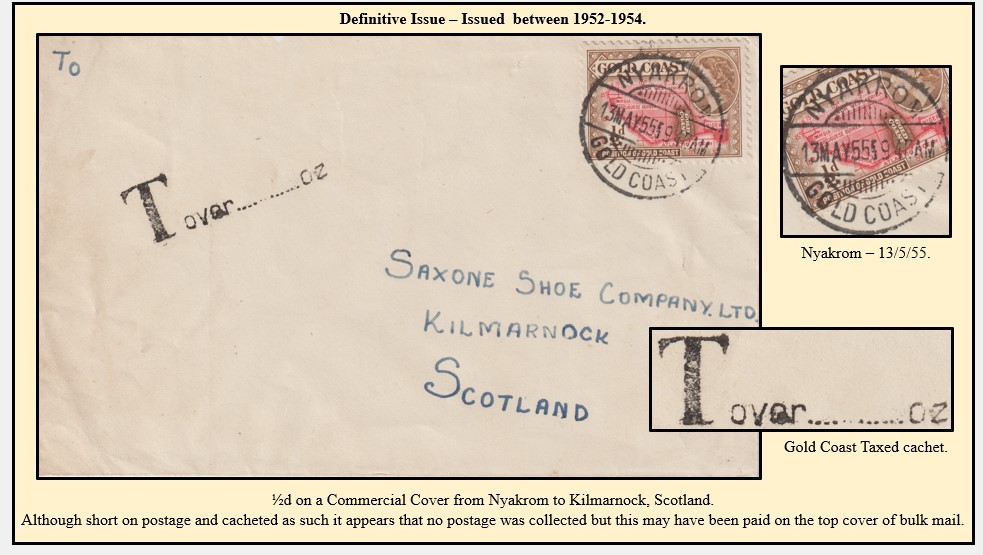 Definitive Issue – Issued between 1952-1954.
To
GOLD COAST
NYAKROM
13MAY55
AM
GOLD COAST
T over..........oz
SAXONE SHOE COMPANY. LTD.
KILMARNOCK
SCOTLAND
GOLD COAST
NYAKROM
13MAY55
AM
GOLD COAST
Nyakrom – 13/5/55.
T over..........oz
Gold Coast Taxed cachet.
½d on a Commercial Cover from Nyakrom to Kilmarnock, Scotland.
Although short on postage and cacheted as such it appears that no postage was collected but this may have been paid on the top cover of bulk mail.